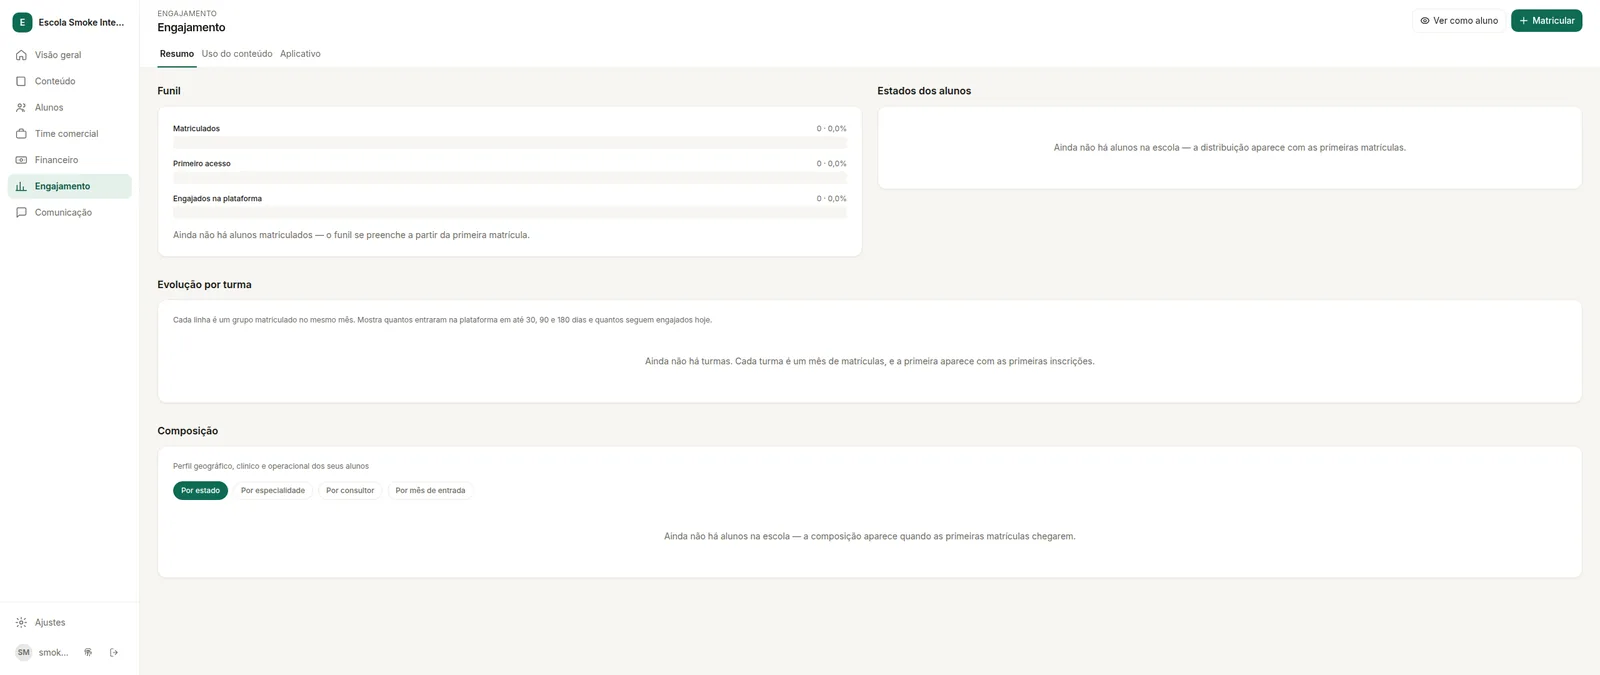 E
Escola Smoke Inte...
Visão geral
Conteúdo
Alunos
Time comercial
Financeiro
Engajamento
Comunicação
Ajustes
SM
smok...
ENGAJAMENTO
Engajamento
Ver como aluno
Matricular
Resumo
Uso do conteúdo
Aplicativo
Funil
Matriculados
0 · 0,0%
Primeiro acesso
0 · 0,0%
Engajados na plataforma
0 · 0,0%
Ainda não há alunos matriculados — o funil se preenche a partir da primeira matrícula.
Estados dos alunos
Ainda não há alunos na escola — a distribuição aparece com as primeiras matrículas.
Evolução por turma
Cada linha é um grupo matriculado no mesmo mês. Mostra quantos entraram na plataforma em até 30, 90 e 180 dias e quantos seguem engajados hoje.
Ainda não há turmas. Cada turma é um mês de matrículas, e a primeira aparece com as primeiras inscrições.
Composição
Perfil geográfico, clínico e operacional dos seus alunos
Por estado
Por especialidade
Por consultor
Por mês de entrada
Ainda não há alunos na escola — a composição aparece quando as primeiras matrículas chegarem.